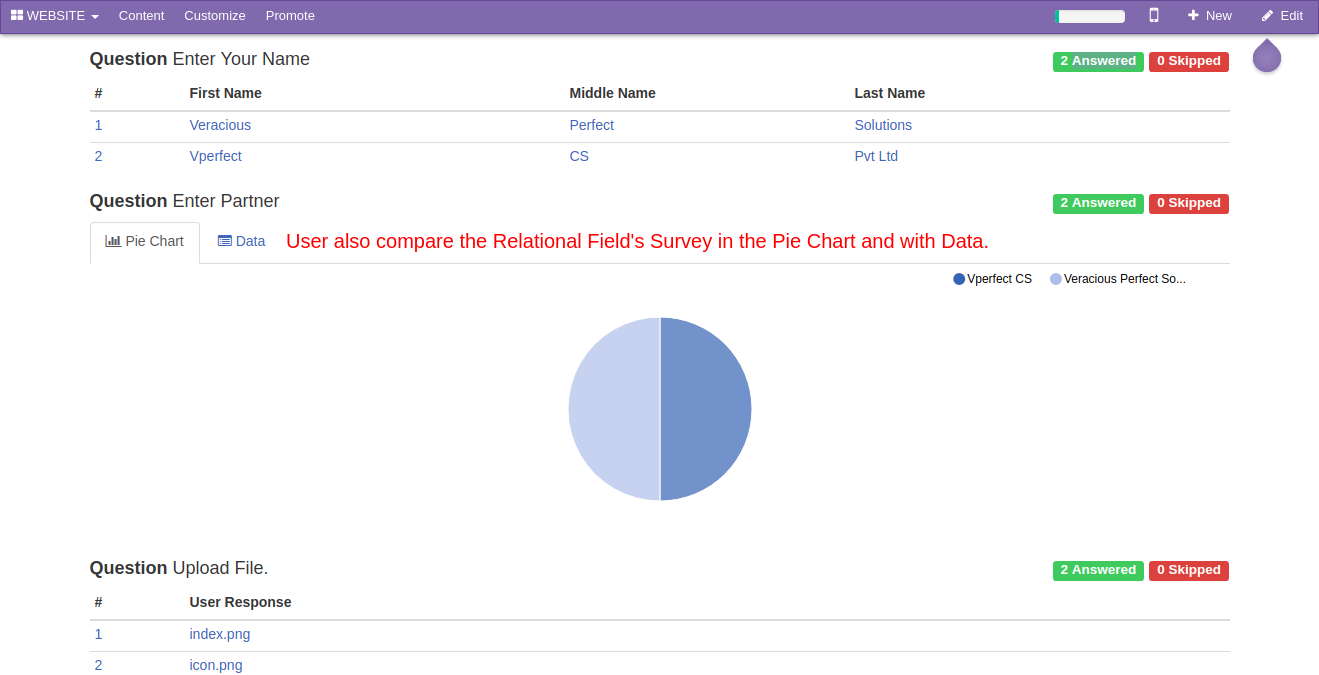 WEBSITE Content Customize Promote New Edit
Question Enter Your Name 2 Answered 0 Skipped
# First Name Middle Name Last Name
1 Veracious Perfect Solutions
2 Vperfect CS Pvt Ltd
Question Enter Partner 2 Answered 0 Skipped
Pie Chart Data User also compare the Relational Field's Survey in the Pie Chart and with Data.
Vperfect CS Veracious Perfect So...
Question Upload File. 2 Answered 0 Skipped
# User Response
1 index.png
2 icon.png